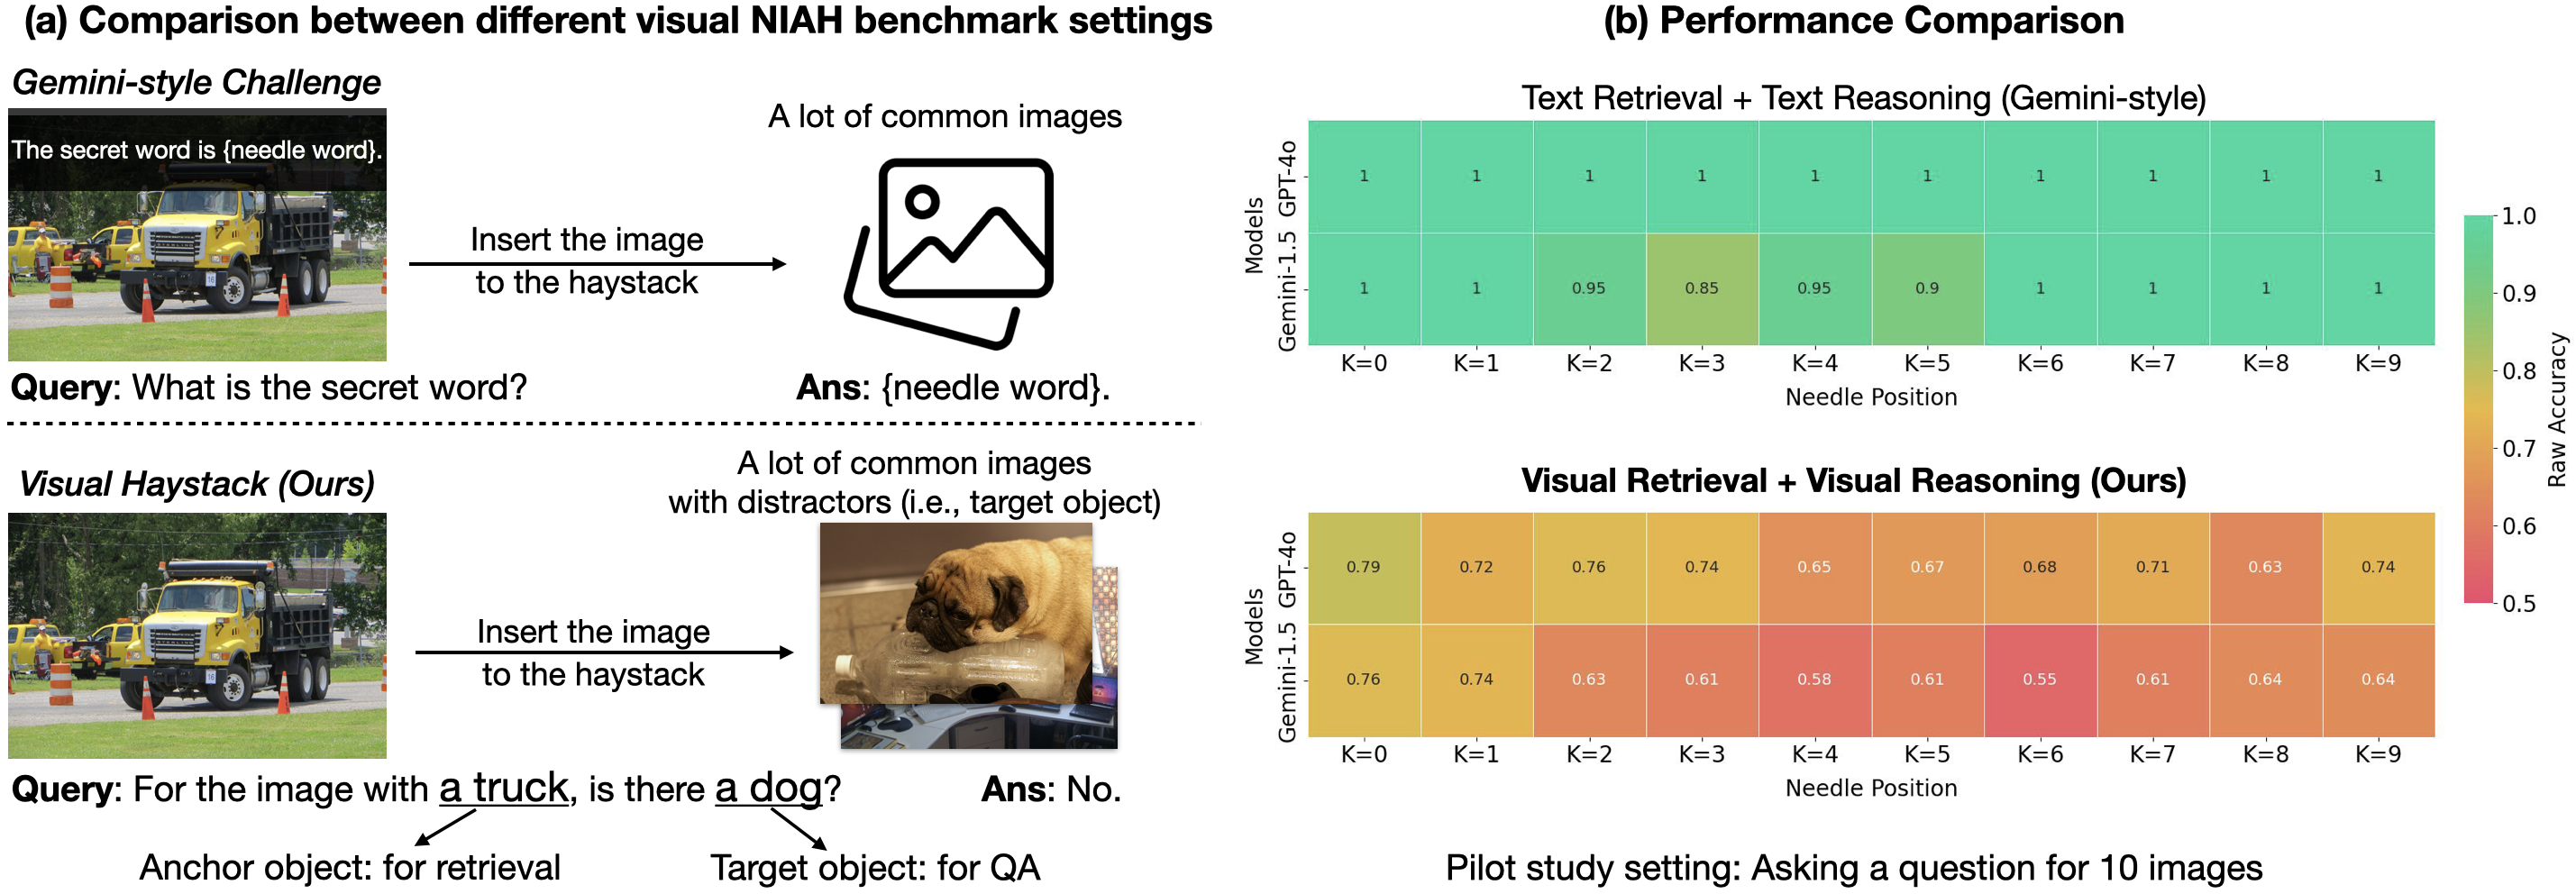 (a) Comparison between different visual NIAH benchmark settings
Gemini-style Challenge
The secret word is {needle word}.
Insert the image
to the haystack
A lot of common images
Query: What is the secret word?
Ans: {needle word}.
Visual Haystack (Ours)
Insert the image
to the haystack
A lot of common images
with distractors (i.e., target object)
Query: For the image with a truck, is there a dog?
Ans: No.
Anchor object: for retrieval
Target object: for QA
(b) Performance Comparison
Text Retrieval + Text Reasoning (Gemini-style)
Models
GPT-4o
1 1 1 1 1 1 1 1 1 1
Gemini-1.5
1 1 0.95 0.85 0.95 0.9 1 1 1 1
K=0 K=1 K=2 K=3 K=4 K=5 K=6 K=7 K=8 K=9
Needle Position
Visual Retrieval + Visual Reasoning (Ours)
Models
GPT-4o
0.79 0.72 0.76 0.74 0.65 0.67 0.68 0.71 0.63 0.74
Gemini-1.5
0.76 0.74 0.63 0.61 0.58 0.61 0.55 0.61 0.64 0.64
K=0 K=1 K=2 K=3 K=4 K=5 K=6 K=7 K=8 K=9
Needle Position
1.0
0.9
0.8
0.7
0.6
0.5
Raw Accuracy
Pilot study setting: Asking a question for 10 images